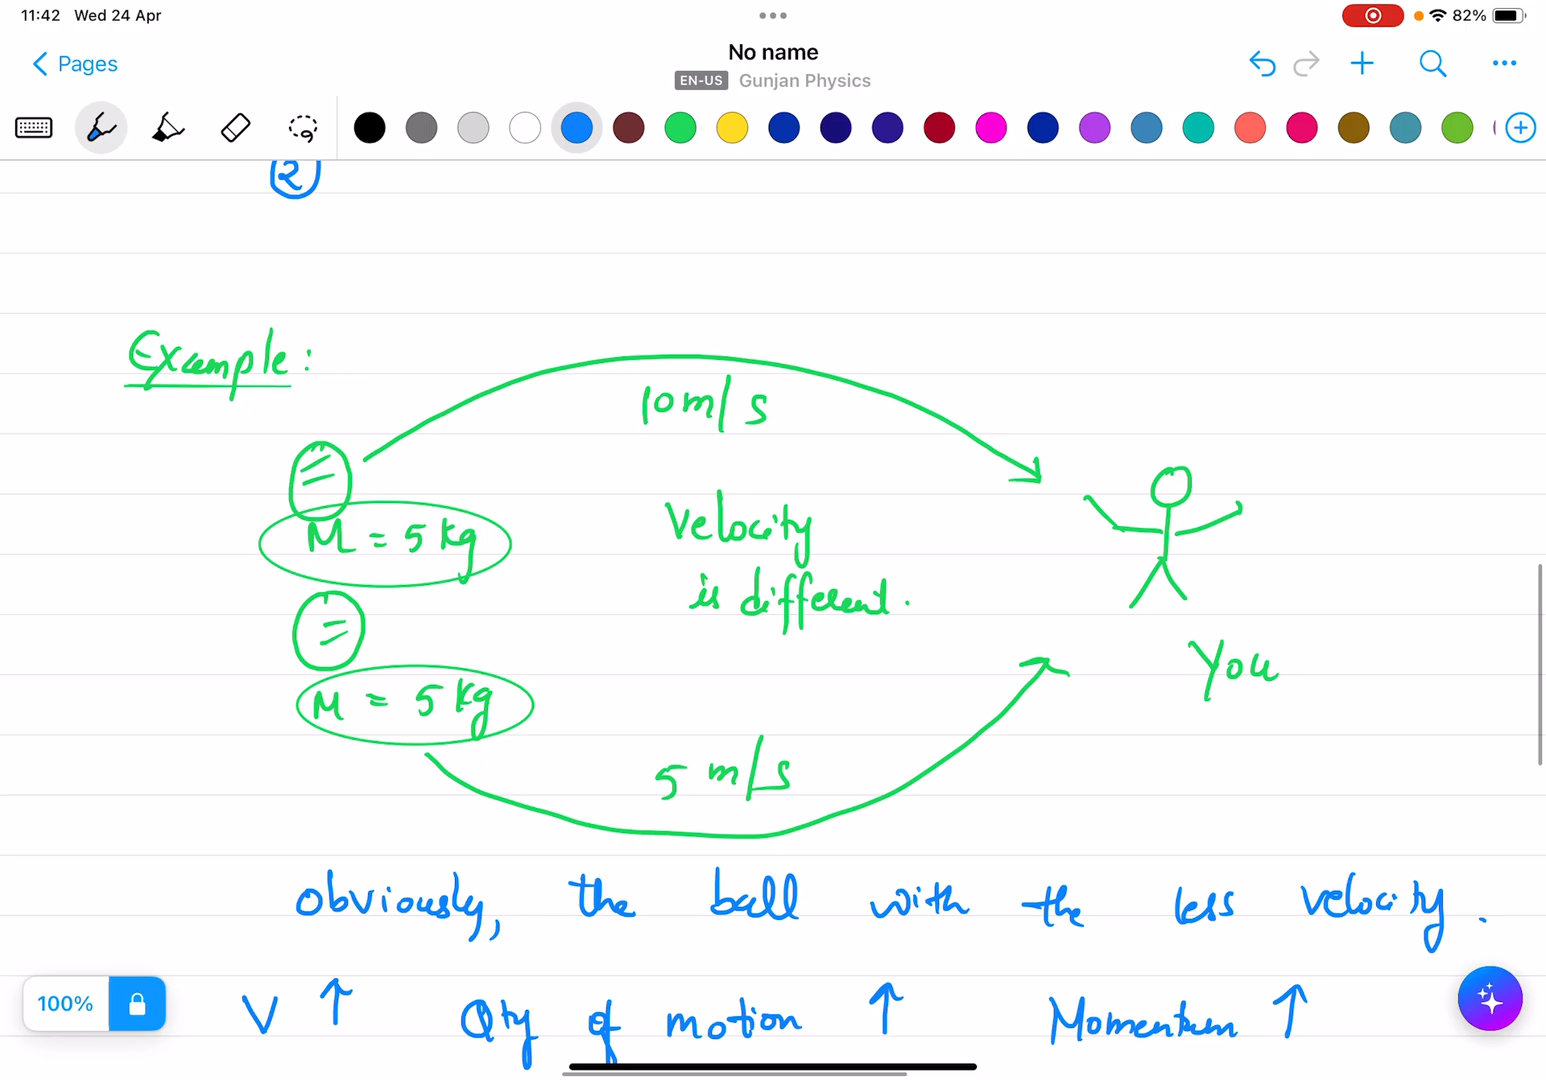 11:42 Wed 24 Apr
82%
Pages
No name
EN-US Gunjan Physics
2
Example:
10 m/s
M = 5 kg
Velocity
is different.
M = 5 kg
You
5 m/s
obviously, the ball with the less velocity.
100%
V ↑ Qty of motion ↑ Momentum ↑